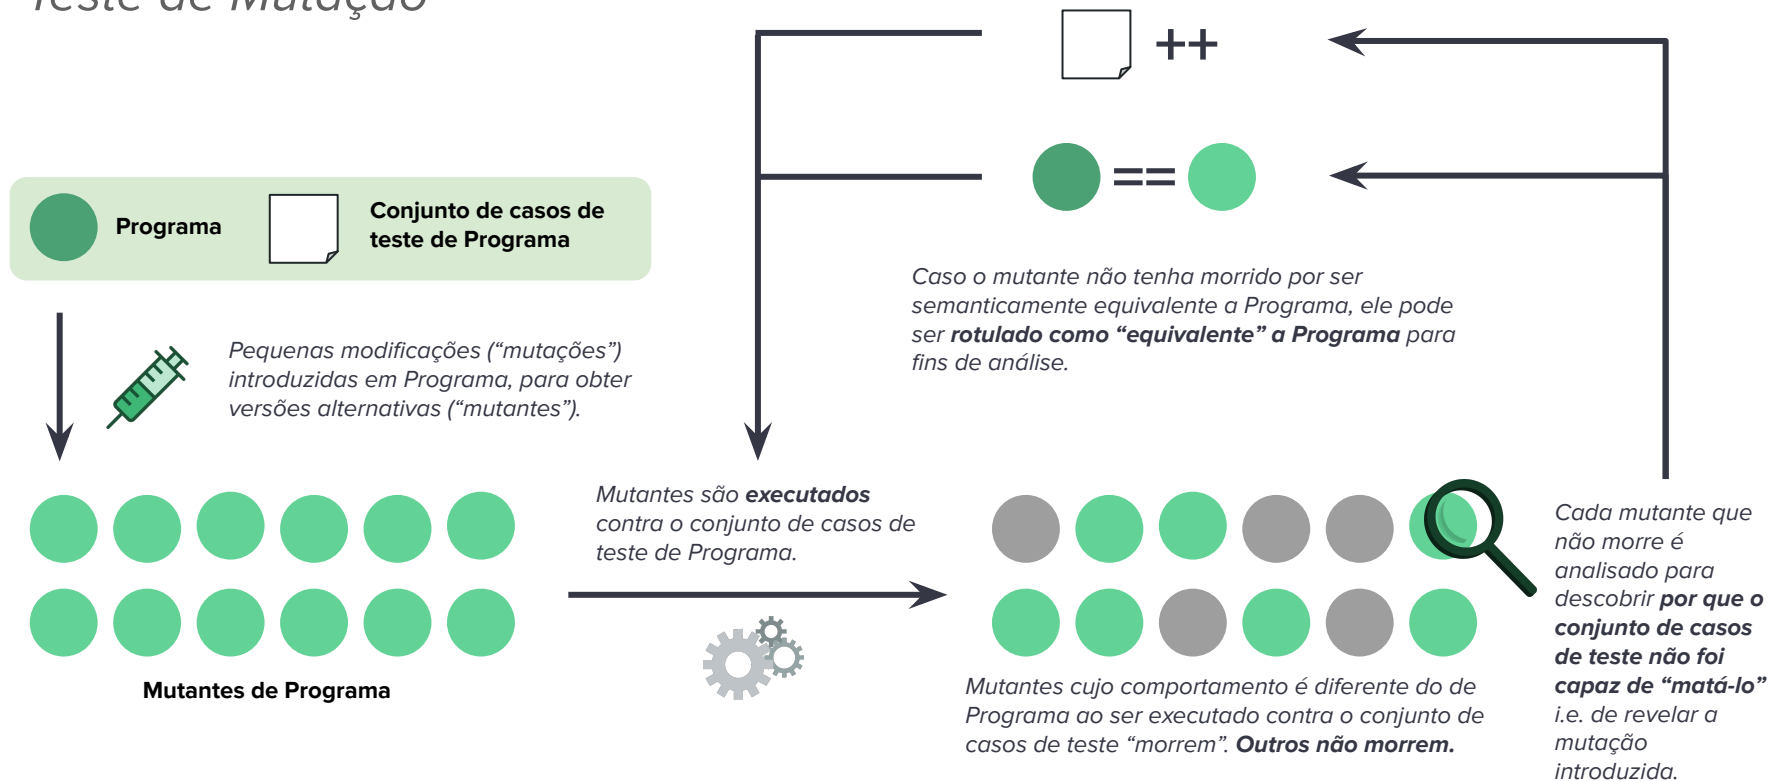 Teste de Mutação
++
==
Programa
Conjunto de casos de
teste de Programa
Caso o mutante não tenha morrido por ser
semanticamente equivalente a Programa, ele pode
ser rotulado como “equivalente” a Programa para
fins de análise.
Pequenas modificações (“mutações”)
introduzidas em Programa, para obter
versões alternativas (“mutantes”).
Mutantes são executados
contra o conjunto de casos de
teste de Programa.
Mutantes de Programa
Mutantes cujo comportamento é diferente do de
Programa ao ser executado contra o conjunto de
casos de teste “morrem”. Outros não morrem.
Cada mutante que
não morre é
analisado para
descobrir por que o
conjunto de casos
de teste não foi
capaz de “matá-lo”
i.e. de revelar a
mutação
introduzida.